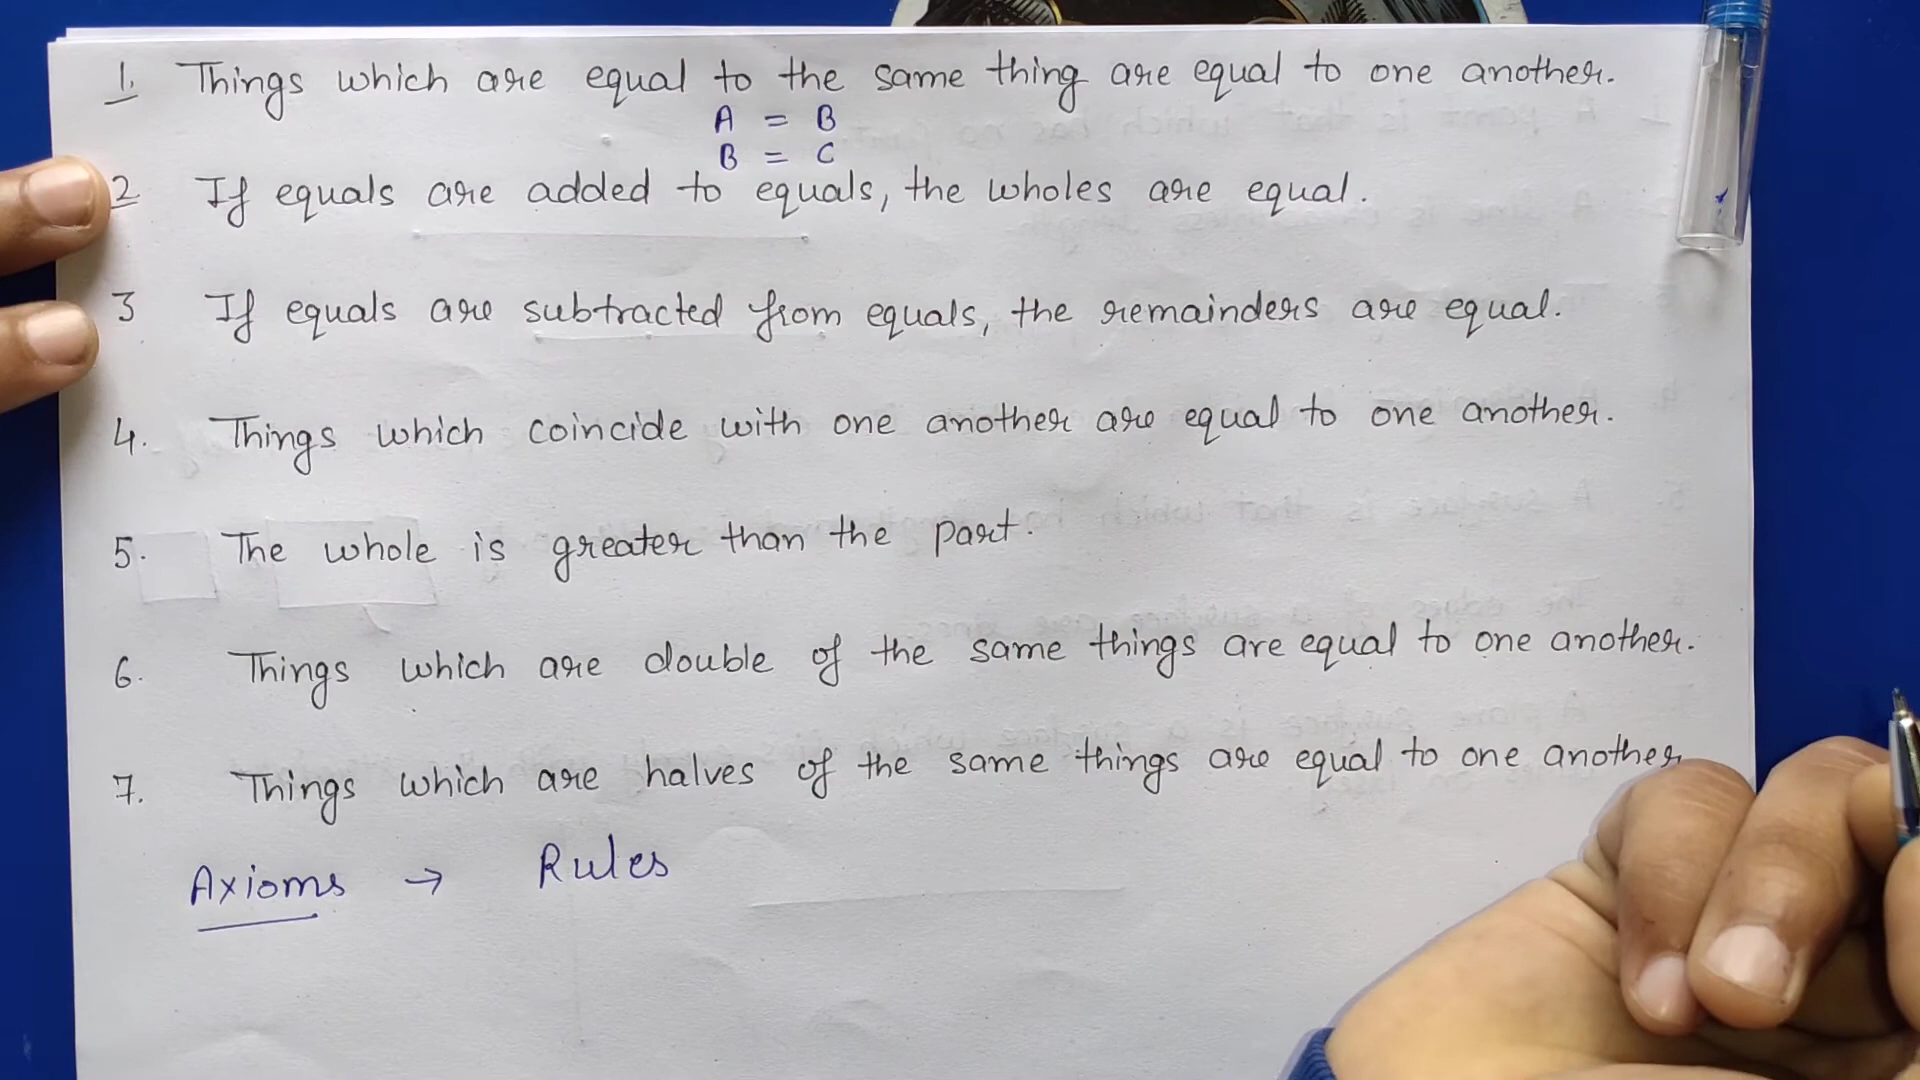 1. Things which are equal to the same thing are equal to one another.
A = B
B = C
2 If equals are added to equals, the wholes are equal.
3 If equals are subtracted from equals, the remainders are equal.
4. Things which coincide with one another are equal to one another.
5. The whole is greater than the part.
6. Things which are double of the same things are equal to one another.
7. Things which are halves of the same things are equal to one another
Axioms → Rules